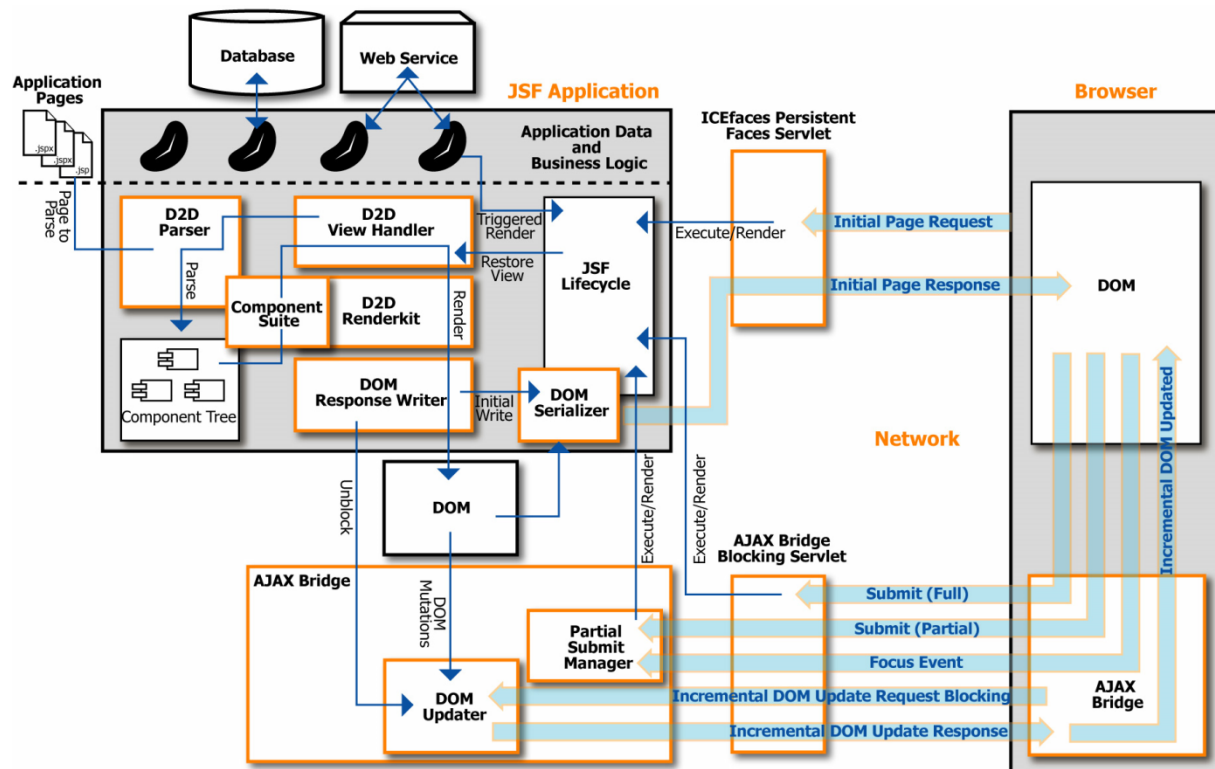 Database
Web Service
Application
Pages
JSF Application
Browser
.jspx
.jspx
.jsp
Application Data
and
Business Logic
ICEfaces Persistent
Faces Servlet
Page to
Parse
D2D
Parser
D2D
View Handler
Triggered
Render
Execute/Render
Initial Page Request
Restore
View
JSF
Lifecycle
Initial Page Response
DOM
Parse
Component
Suite
D2D
Renderkit
Render
Component Tree
DOM
Response Writer
Initial
Write
DOM
Serializer
Network
Incremental DOM Updated
Unblock
DOM
Execute/Render
Execute/Render
AJAX Bridge
Blocking Servlet
AJAX Bridge
DOM
Mutations
Submit (Full)
Partial
Submit
Manager
Submit (Partial)
Focus Event
DOM
Updater
Incremental DOM Update Request Blocking
Incremental DOM Update Response
AJAX
Bridge